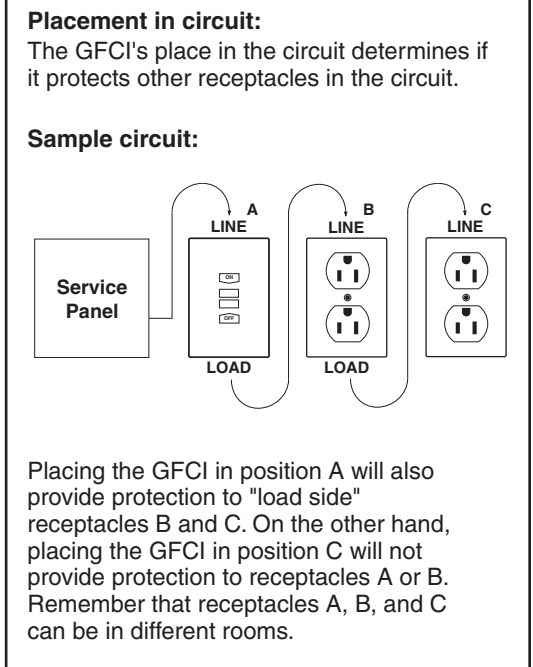 Placement in circuit:
The GFCI's place in the circuit determines if
it protects other receptacles in the circuit.
Sample circuit:
A
B
C
LINE
LINE
LINE
Service
Panel
ON
OFF
LOAD
LOAD
Placing the GFCI in position A will also
provide protection to "load side"
receptacles B and C. On the other hand,
placing the GFCI in position C will not
provide protection to receptacles A or B.
Remember that receptacles A, B, and C
can be in different rooms.